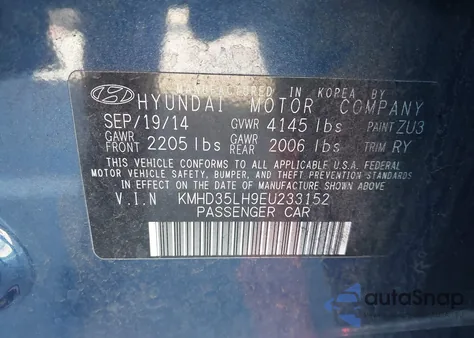 MANUFACTURED IN KOREA BY
HYUNDAI MOTOR COMPANY
SEP/19/14 GVWR 4145 lbs PAINT ZU3
GAWR FRONT 2205 lbs GAWR REAR 2006 lbs TRIM RY
THIS VEHICLE CONFORMS TO ALL APPLICABLE U.S.A. FEDERAL
MOTOR VEHICLE SAFETY, BUMPER, AND THEFT PREVENTION STANDARDS
IN EFFECT ON THE DATE OF MANUFACTURE SHOWN ABOVE.
V.I.N KMHD35LH9EU233152
PASSENGER CAR
autoSnap